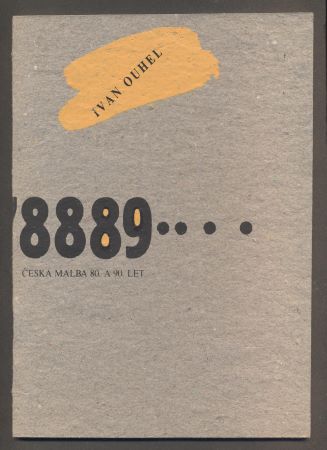 IVAN OUHEL
'8889••••
ČESKÁ MALBA 80. A 90. LET